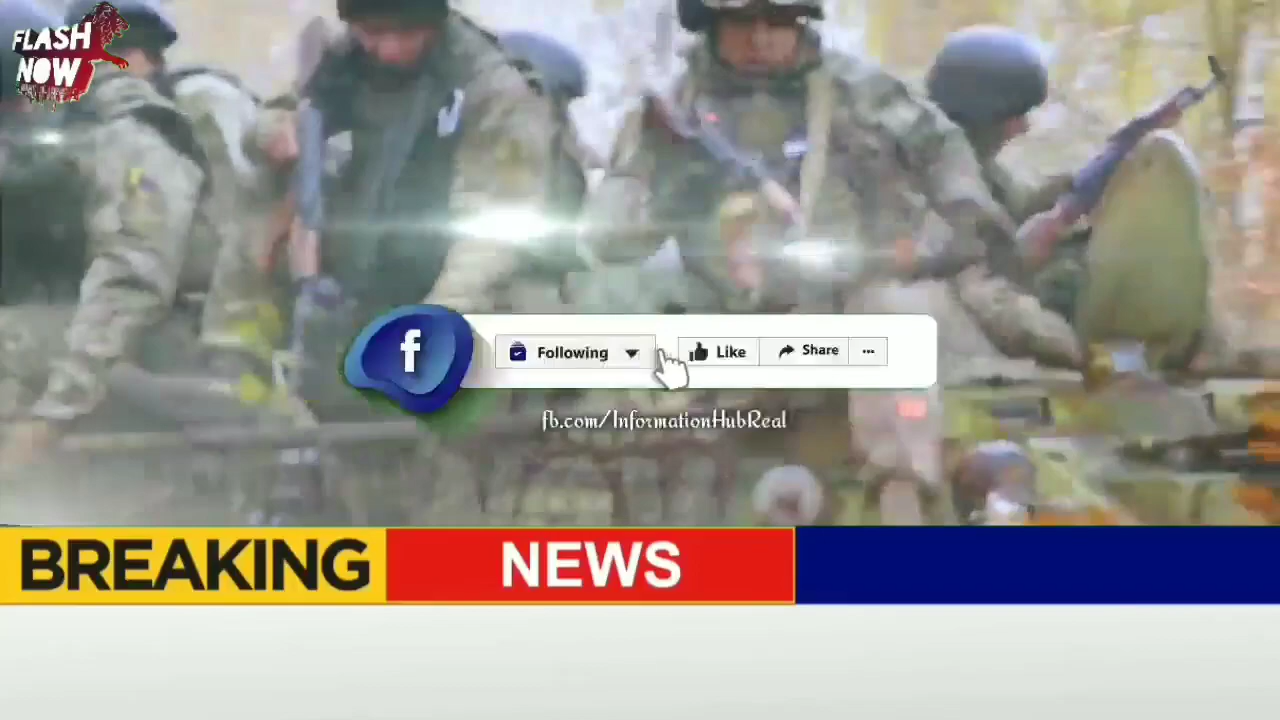 FLASH
NOW
Following
Like
Share
fb.com/InformationHubReal
BREAKING
NEWS